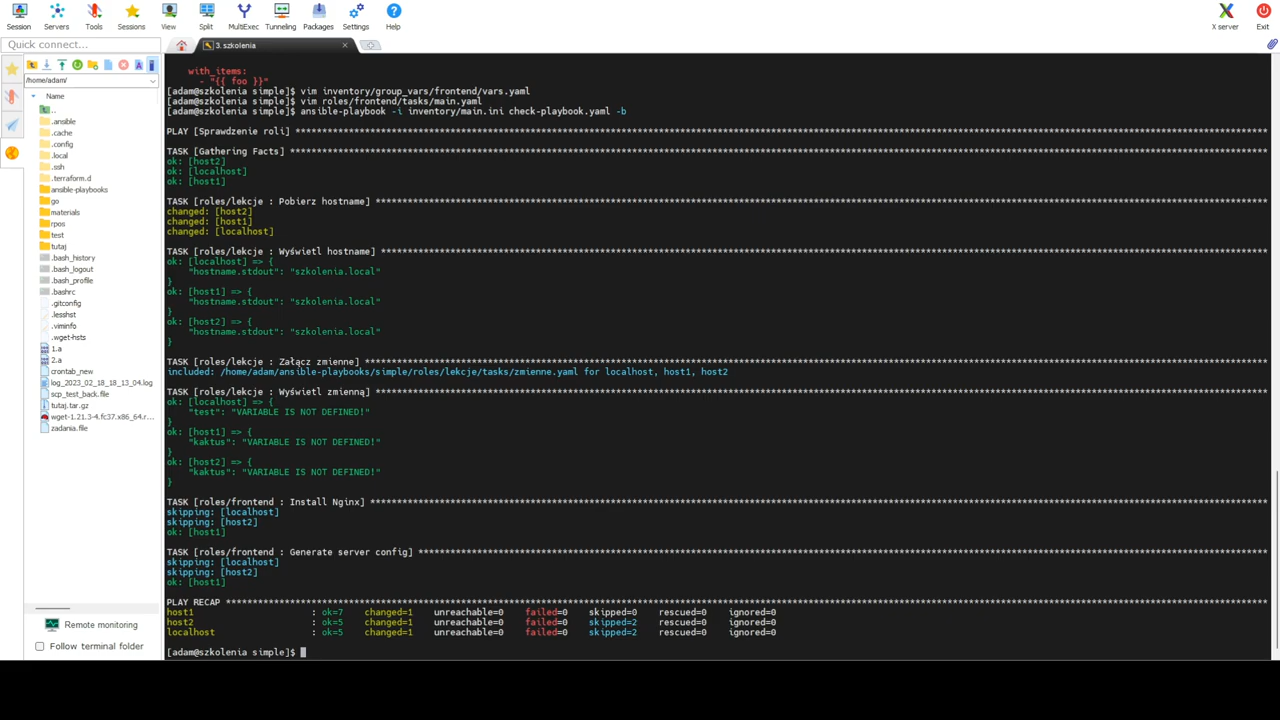 Session Servers Tools Sessions View Split MultiExec Tunneling Packages Settings Help X server Exit
Quick connect...
3. szkolenia
/home/adam/
Name
..
.ansible
.cache
.config
.local
.ssh
.terraform.d
ansible-playbooks
go
materials
rpos
test
tutaj
.bash_history
.bash_logout
.bash_profile
.bashrc
.gitconfig
.lesshst
.viminfo
.wget-hsts
1.a
2.a
crontab_new
log_2023_02_18_18_13_04.log
scp_test_back.file
tutaj.tar.gz
wget-1.21.3-4.fc37.x86_64.r...
zadania.file
Remote monitoring
Follow terminal folder
with_items:
- "{{ foo }}"
[adam@szkolenia simple]$ vim inventory/group_vars/frontend/vars.yaml
[adam@szkolenia simple]$ vim roles/frontend/tasks/main.yaml
[adam@szkolenia simple]$ ansible-playbook -i inventory/main.ini check-playbook.yaml -b
PLAY [Sprawdzenie roli] ***
TASK [Gathering Facts] ***
ok: [host2]
ok: [localhost]
ok: [host1]
TASK [roles/lekcje : Pobierz hostname] ***
changed: [host2]
changed: [host1]
changed: [localhost]
TASK [roles/lekcje : Wyświetl hostname] ***
ok: [localhost] => {
"hostname.stdout": "szkolenia.local"
}
ok: [host1] => {
"hostname.stdout": "szkolenia.local"
}
ok: [host2] => {
"hostname.stdout": "szkolenia.local"
}
TASK [roles/lekcje : Załącz zmienne] ***
included: /home/adam/ansible-playbooks/simple/roles/lekcje/tasks/zmienne.yaml for localhost, host1, host2
TASK [roles/lekcje : Wyświetl zmienną] ***
ok: [localhost] => {
"test": "VARIABLE IS NOT DEFINED!"
}
ok: [host1] => {
"kaktus": "VARIABLE IS NOT DEFINED!"
}
ok: [host2] => {
"kaktus": "VARIABLE IS NOT DEFINED!"
}
TASK [roles/frontend : Install Nginx] ***
skipping: [localhost]
skipping: [host2]
ok: [host1]
TASK [roles/frontend : Generate server config] ***
skipping: [localhost]
skipping: [host2]
ok: [host1]
PLAY RECAP ***
host1 : ok=7 changed=1 unreachable=0 failed=0 skipped=0 rescued=0 ignored=0
host2 : ok=5 changed=1 unreachable=0 failed=0 skipped=2 rescued=0 ignored=0
localhost : ok=5 changed=1 unreachable=0 failed=0 skipped=2 rescued=0 ignored=0
[adam@szkolenia simple]$